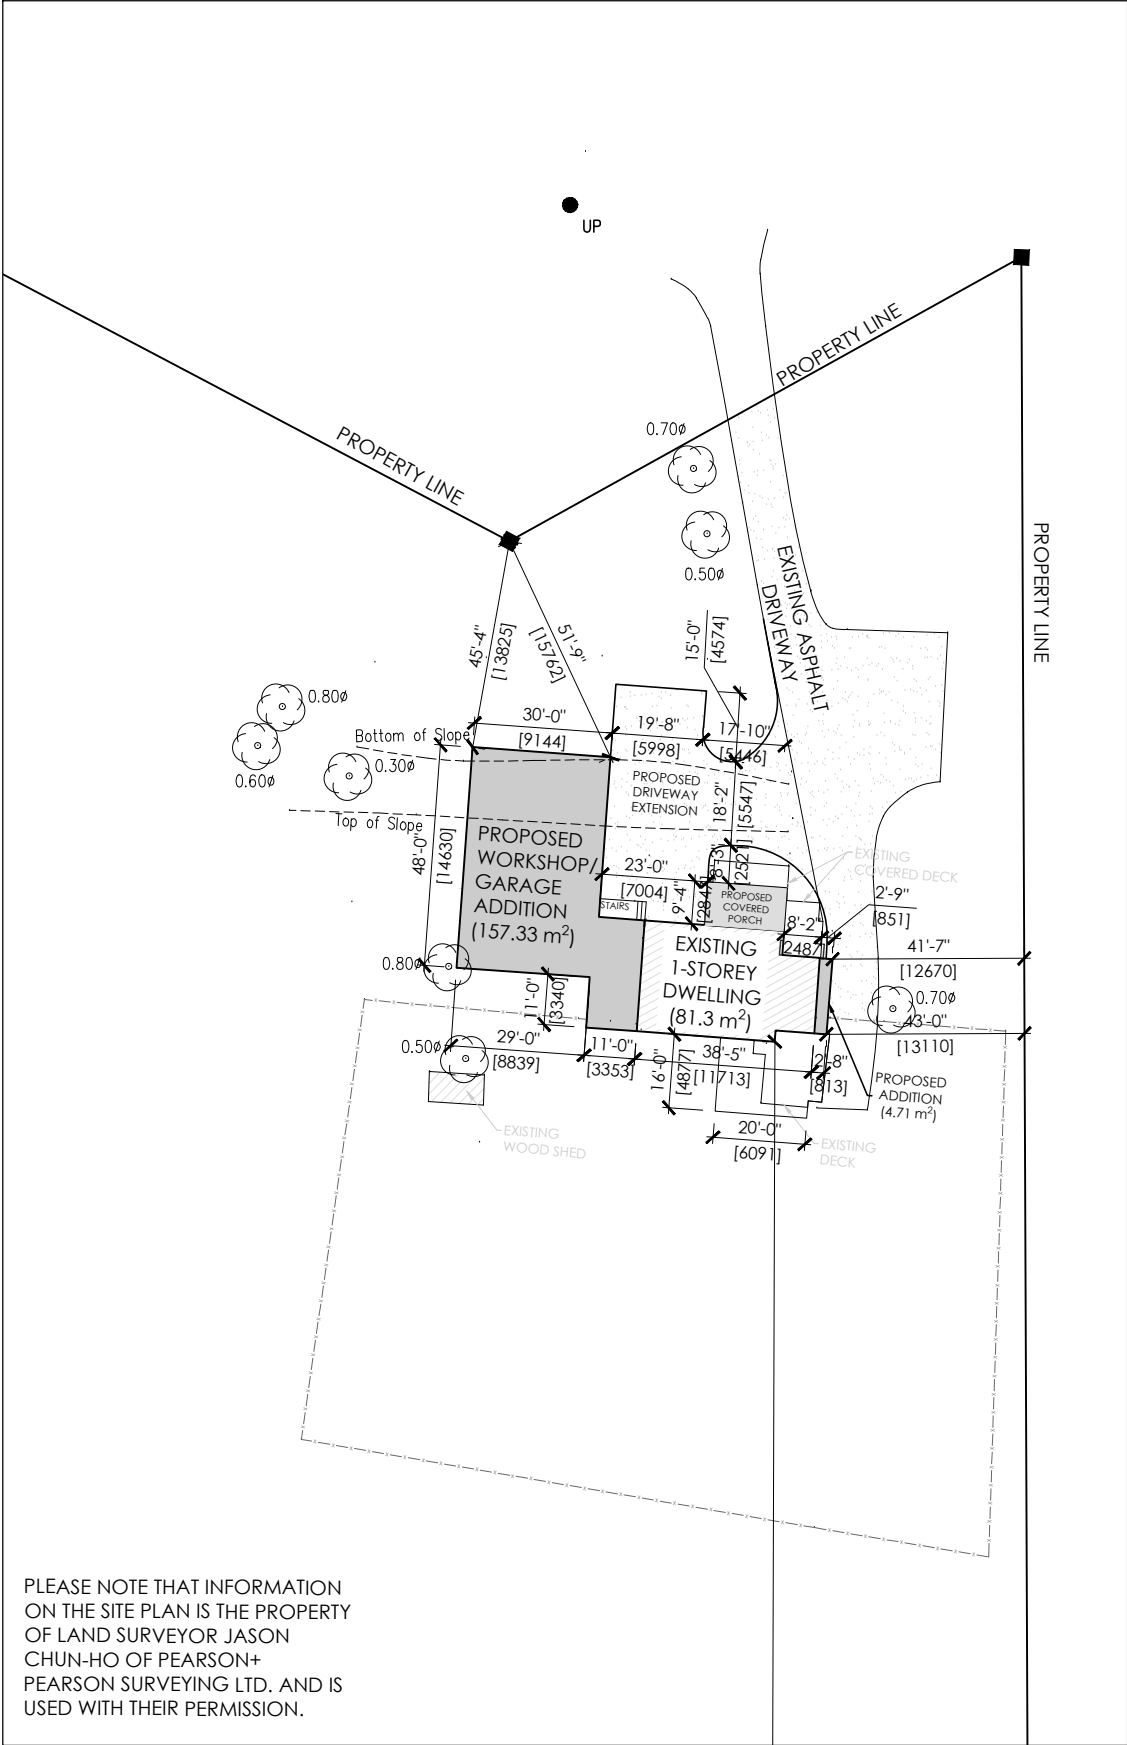 UP
PROPERTY LINE
PROPERTY LINE
0.70ø
PROPERTY LINE
0.50ø
EXISTING ASPHALT
DRIVEWAY
45'-4"
[13825]
51'-9"
[15762]
15'-0"
[4574]
0.80ø
0.60ø
0.30ø
Bottom of Slope
30'-0"
[9144]
19'-8"
[5998]
17'-10"
[5446]
PROPOSED
DRIVEWAY
EXTENSION
18'-2"
[5547]
Top of Slope
48'-0"
[14630]
PROPOSED
WORKSHOP/
GARAGE
ADDITION
(157.33 m²)
23'-0"
[7004]
8'-3"
[2521]
EXISTING
COVERED DECK
STAIRS
9'-4"
[2847]
PROPOSED
COVERED
PORCH
2'-9"
[851]
8'-2"
[2487]
41'-7"
[12670]
EXISTING
1-STOREY
DWELLING
(81.3 m²)
0.80ø
11'-0"
[3340]
0.70ø
43'-0"
[13110]
0.50ø
29'-0"
[8839]
11'-0"
[3353]
16'-0"
[4877]
38'-5"
[11713]
2'-8"
[813]
PROPOSED
ADDITION
(4.71 m²)
EXISTING
WOOD SHED
20'-0"
[6091]
EXISTING
DECK
PLEASE NOTE THAT INFORMATION
ON THE SITE PLAN IS THE PROPERTY
OF LAND SURVEYOR JASON
CHUN-HO OF PEARSON+
PEARSON SURVEYING LTD. AND IS
USED WITH THEIR PERMISSION.